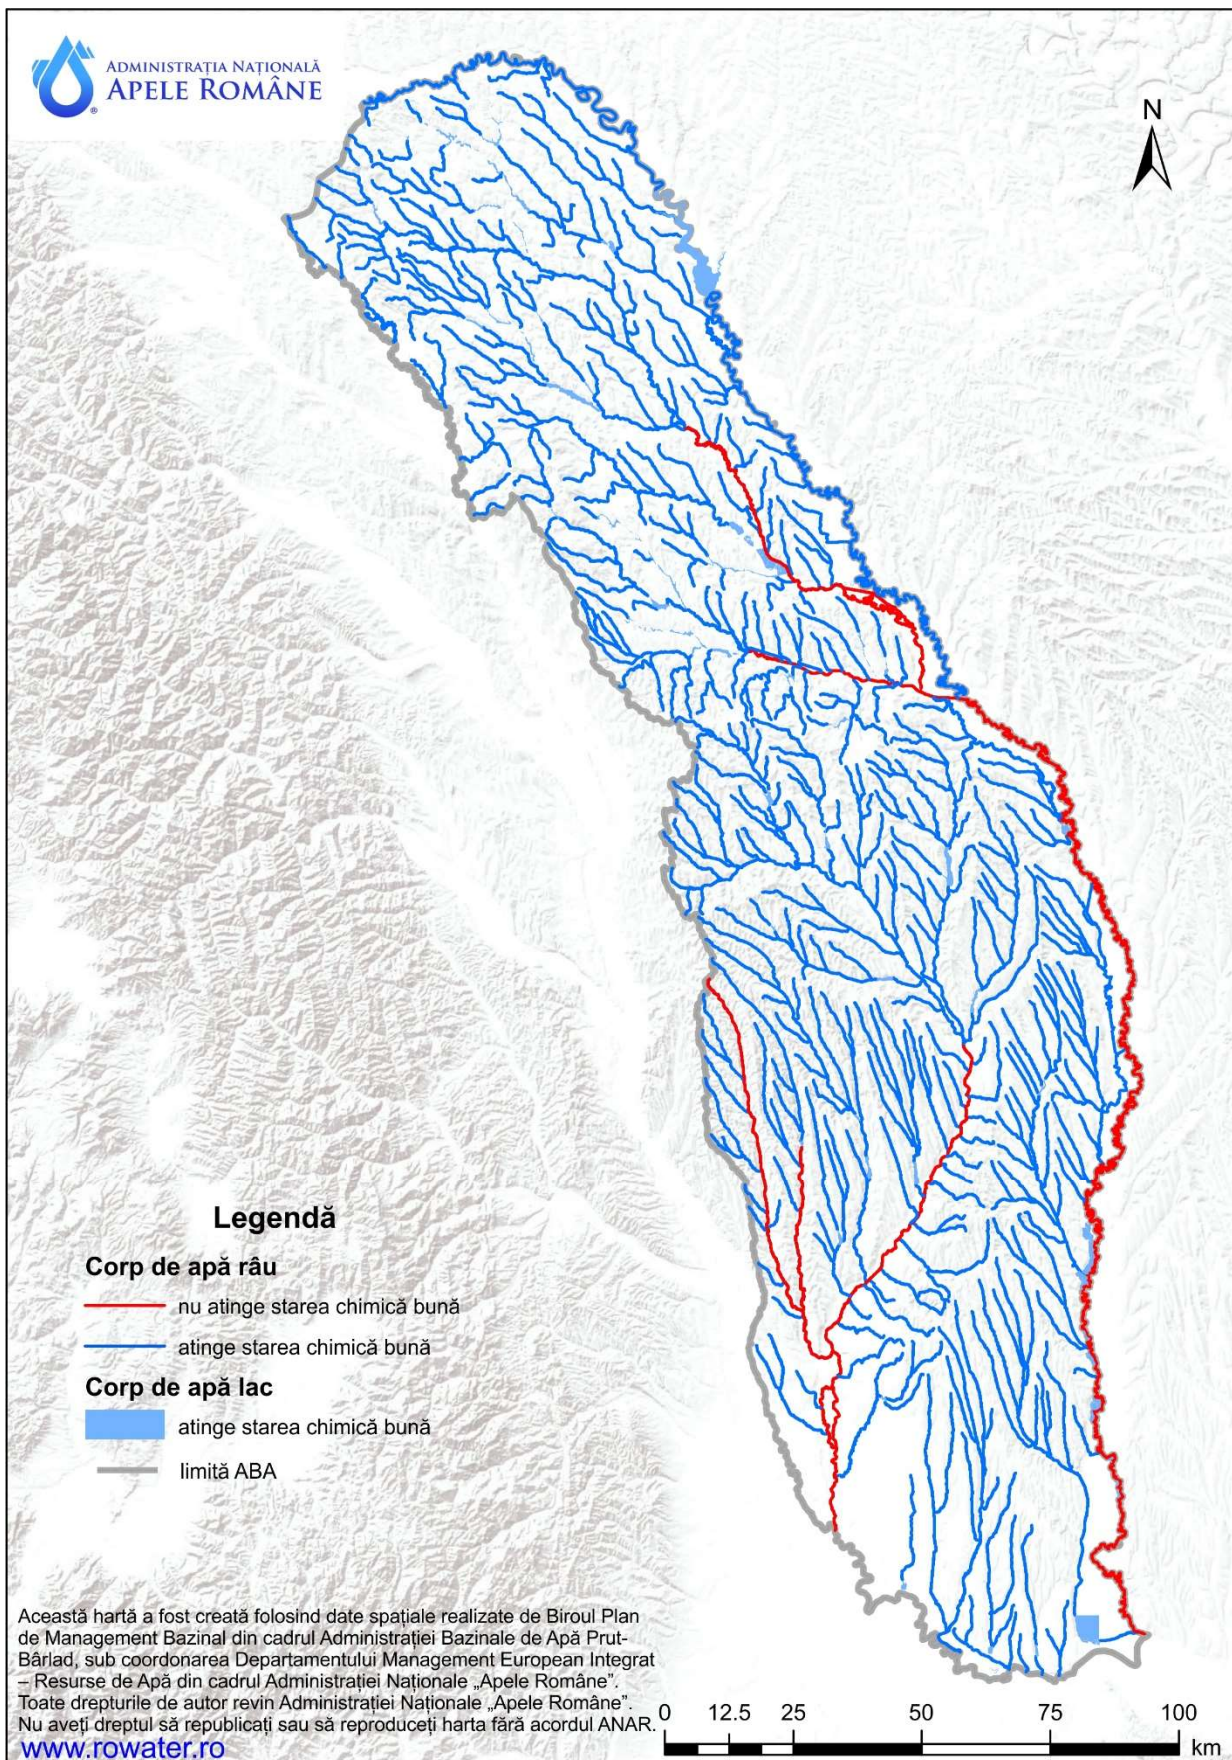 ADMINISTRAȚIA NAȚIONALĂ
APELE ROMÂNE
®
N
Legendă
Corp de apă râu
nu atinge starea chimică bună
atinge starea chimică bună
Corp de apă lac
atinge starea chimică bună
limită ABA
Această hartă a fost creată folosind date spațiale realizate de Biroul Plan
de Management Bazinal din cadrul Administrației Bazinale de Apă Prut-
Bârlad, sub coordonarea Departamentului Management European Integrat
– Resurse de Apă din cadrul Administrației Naționale „Apele Române”.
Toate drepturile de autor revin Administrației Naționale „Apele Române”.
Nu aveți dreptul să republicați sau să reproduceți harta fără acordul ANAR.
www.rowater.ro
0 12.5 25 50 75 100
km